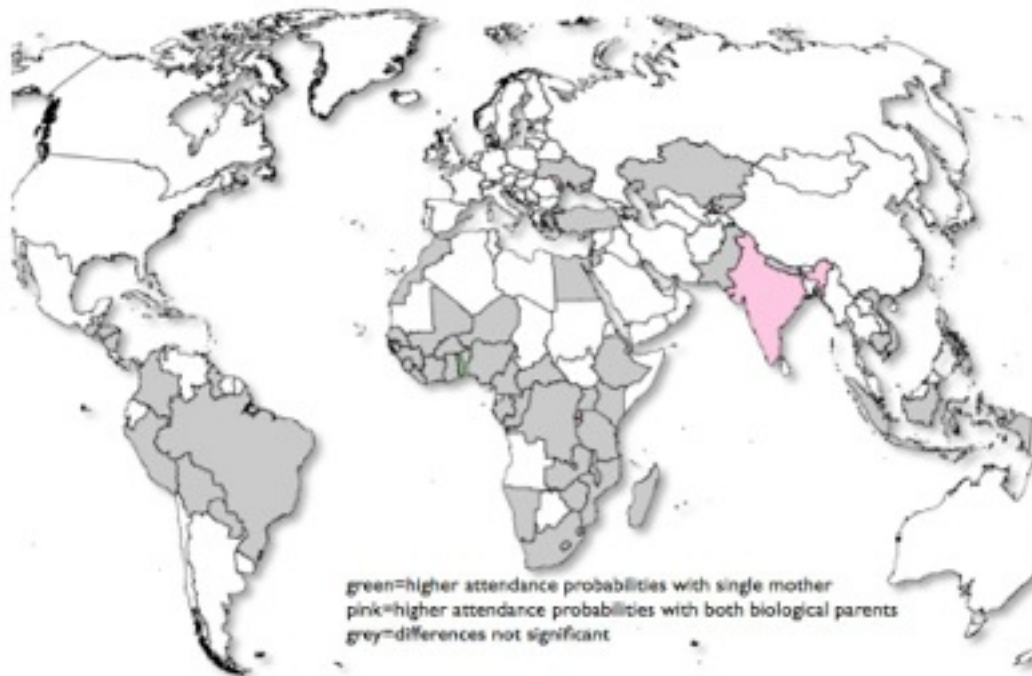 green=higher attendance probabilities with single mother
pink=higher attendance probabilities with both biological parents
grey=differences not significant